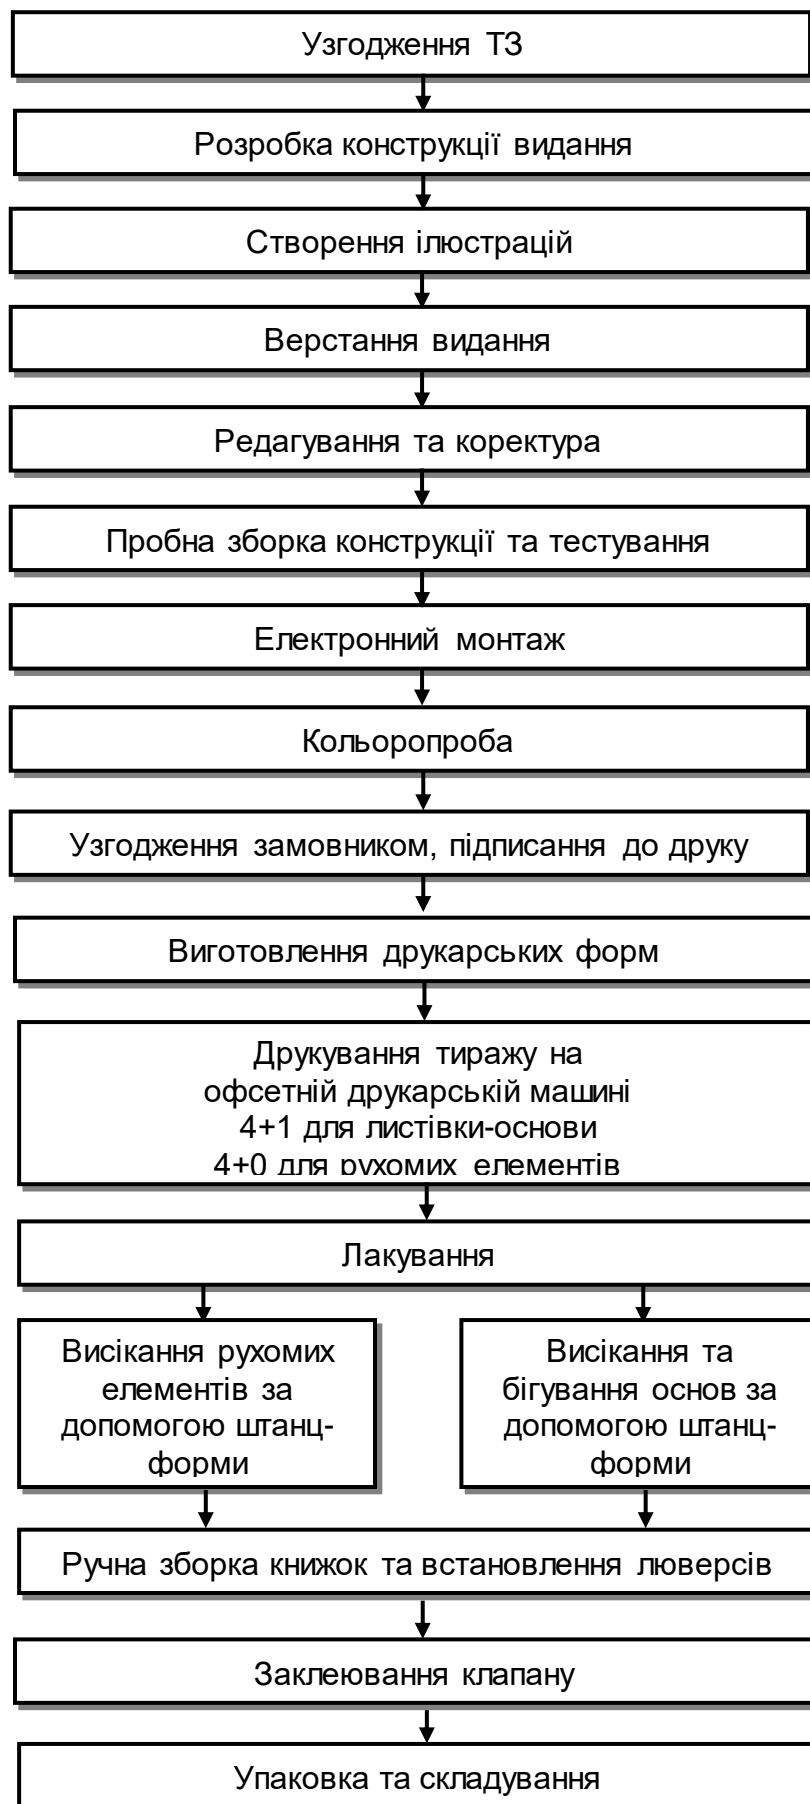 Узгодження ТЗ
Розробка конструкції видання
Створення ілюстрацій
Верстання видання
Редагування та коректура
Пробна зборка конструкції та тестування
Електронний монтаж
Кольоропроба
Узгодження замовником, підписання до друку
Виготовлення друкарських форм
Друкування тиражу на
офсетній друкарській машині
4+1 для листівки-основи
4+0 для рухомих елементів
Лакування
Висікання рухомих
елементів за
допомогою штанц-
форми
Висікання та
бігування основ за
допомогою штанц-
форми
Ручна зборка книжок та встановлення люверсів
Заклеювання клапану
Упаковка та складування